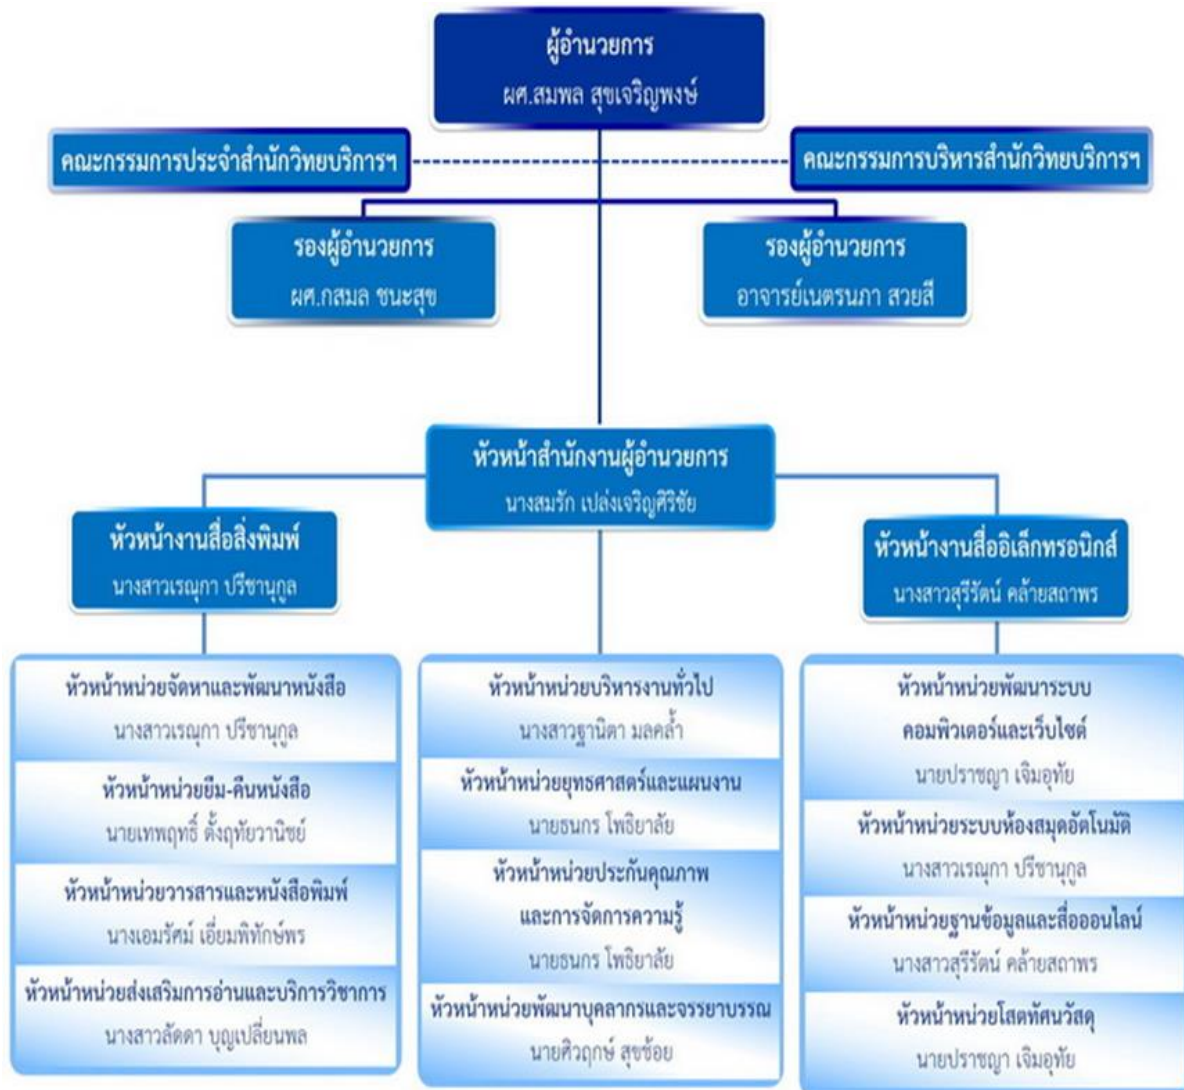 ผู้อำนวยการ
ผศ.สมพล สุขเจริญพงษ์
คณะกรรมการประจำสำนักวิทยบริการฯ
คณะกรรมการบริหารสำนักวิทยบริการฯ
รองผู้อำนวยการ
ผศ.กสมล ชนะสุข
รองผู้อำนวยการ
อาจารย์เนตรนภา สวยสี
หัวหน้าสำนักงานผู้อำนวยการ
นางสมรัก เปล่งเจริญศิริชัย
หัวหน้างานสื่อสิ่งพิมพ์
นางสาวเรณุกา ปรีชานุกูล
หัวหน้างานสื่ออิเล็กทรอนิกส์
นางสาวสุรีรัตน์ คล้ายสถาพร
หัวหน้าหน่วยจัดหาและพัฒนาหนังสือ
นางสาวเรณุกา ปรีชานุกูล
หัวหน้าหน่วยยืม-คืนหนังสือ
นายเทพฤทธิ์ ตั้งฤทัยวานิชย์
หัวหน้าหน่วยวารสารและหนังสือพิมพ์
นางเอมรัศม์ เอี่ยมพิทักษ์พร
หัวหน้าหน่วยส่งเสริมการอ่านและบริการวิชาการ
นางสาวลัดดา บุญเปลี่ยนพล
หัวหน้าหน่วยบริหารงานทั่วไป
นางสาวฐานิตา มลคล้ำ
หัวหน้าหน่วยยุทธศาสตร์และแผนงาน
นายธนกร โพธิยาลัย
หัวหน้าหน่วยประกันคุณภาพ
และการจัดการความรู้
นายธนกร โพธิยาลัย
หัวหน้าหน่วยพัฒนาบุคลากรและจรรยาบรรณ
นายศิวฤกษ์ สุขช้อย
หัวหน้าหน่วยพัฒนาระบบ
คอมพิวเตอร์และเว็บไซต์
นายปราชญา เจิมอุทัย
หัวหน้าหน่วยระบบห้องสมุดอัตโนมัติ
นางสาวเรณุกา ปรีชานุกูล
หัวหน้าหน่วยฐานข้อมูลและสื่อออนไลน์
นางสาวสุรีรัตน์ คล้ายสถาพร
หัวหน้าหน่วยโสตทัศนวัสดุ
นายปราชญา เจิมอุทัย